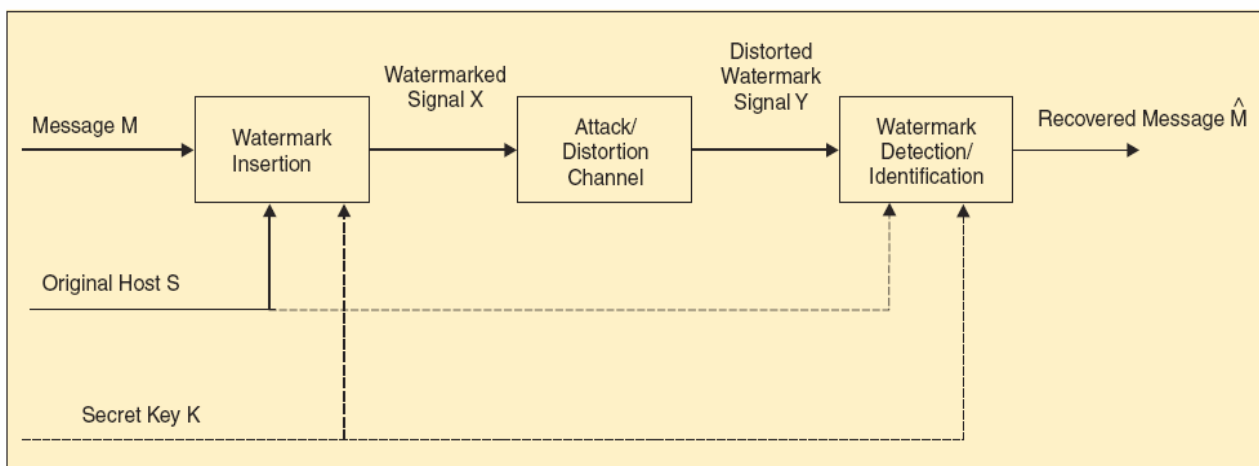 Message M
Watermark
Insertion
Watermarked
Signal X
Attack/
Distortion
Channel
Distorted
Watermark
Signal Y
Watermark
Detection/
Identification
Recovered Message M̂
Original Host S
Secret Key K